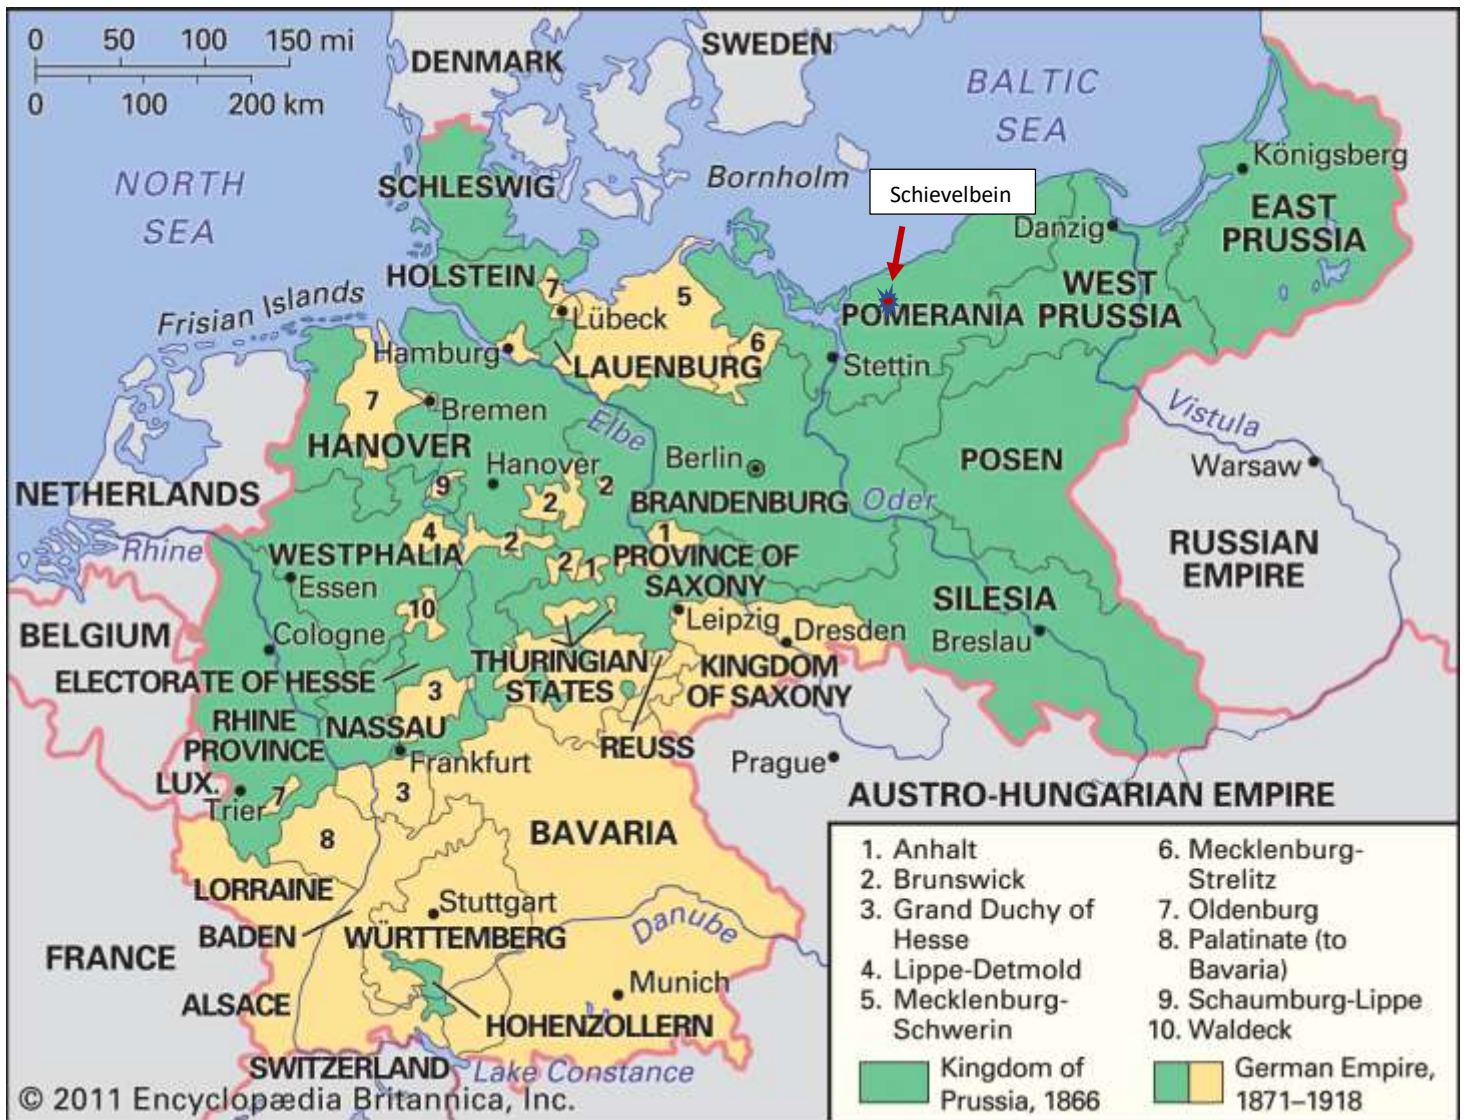 0 50 100 150 mi
0 100 200 km
DENMARK
SWEDEN
BALTIC
SEA
NORTH
SEA
SCHLESWIG
Bornholm
Schievelbein
Königsberg
EAST
PRUSSIA
Danzig
HOLSTEIN
7
5
WEST
PRUSSIA
Frisian Islands
Lübeck
POMERANIA
Hamburg
LAUENBURG
6
Stettin
7
Bremen
Elbe
Vistula
HANOVER
Hanover
Berlin
POSEN
Warsaw
NETHERLANDS
9
2
2
BRANDENBURG
Oder
Rhine
4
2
1
WESTPHALIA
2
1
PROVINCE OF
SAXONY
RUSSIAN
EMPIRE
Essen
10
SILESIA
BELGIUM
Cologne
Leipzig
Dresden
Breslau
ELECTORATE OF HESSE
3
THURINGIAN
STATES
KINGDOM
OF SAXONY
RHINE
PROVINCE
NASSAU
REUSS
Frankfurt
Prague
LUX.
Trier
7
3
AUSTRO-HUNGARIAN EMPIRE
8
BAVARIA
LORRAINE
Stuttgart
BADEN
WÜRTTEMBERG
Danube
FRANCE
ALSACE
Munich
HOHENZOLLERN
SWITZERLAND
Lake Constance
© 2011 Encyclopædia Britannica, Inc.
1. Anhalt
2. Brunswick
3. Grand Duchy of
Hesse
4. Lippe-Detmold
5. Mecklenburg-
Schwerin
6. Mecklenburg-
Strelitz
7. Oldenburg
8. Palatinate (to
Bavaria)
9. Schaumburg-Lippe
10. Waldeck
Kingdom of
Prussia, 1866
German Empire,
1871–1918